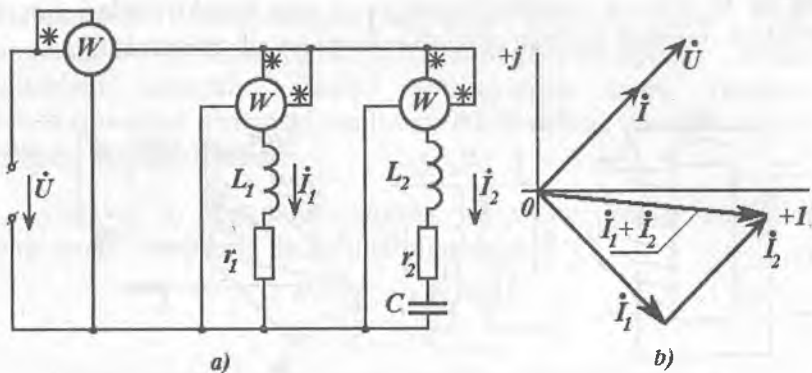 * W
* W
* W
U̇
L₁
İ₁
r₁
L₂
İ₂
r₂
C
a)
+j
U̇
İ
0
+1
İ₁+İ₂
İ₂
İ₁
b)